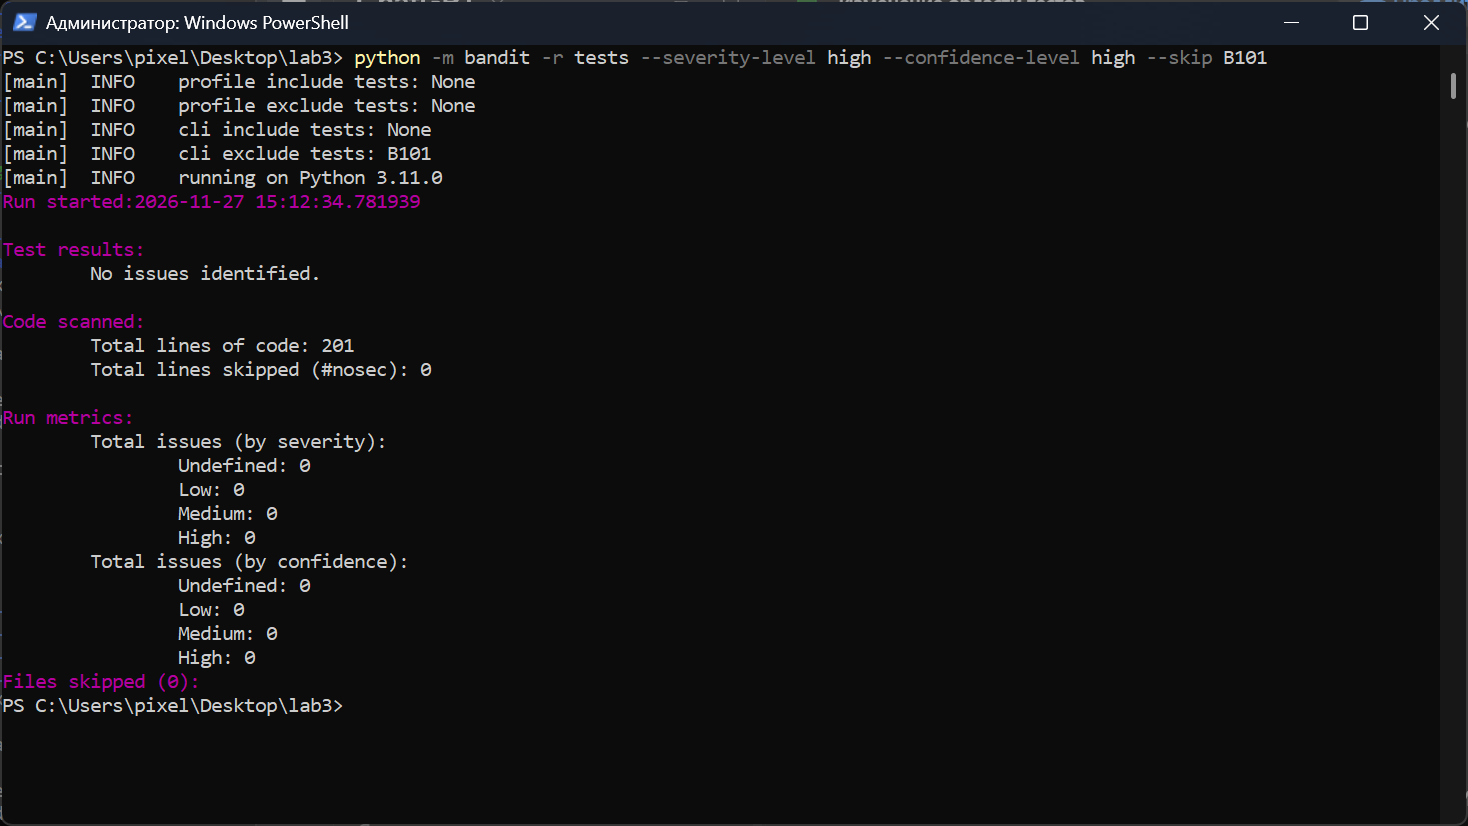 Администратор: Windows PowerShell
PS C:\Users\pixel\Desktop\lab3> python -m bandit -r tests --severity-level high --confidence-level high --skip B101
[main]  INFO    profile include tests: None
[main]  INFO    profile exclude tests: None
[main]  INFO    cli include tests: None
[main]  INFO    cli exclude tests: B101
[main]  INFO    running on Python 3.11.0
Run started:2026-11-27 15:12:34.781939
Test results:
No issues identified.
Code scanned:
Total lines of code: 201
Total lines skipped (#nosec): 0
Run metrics:
Total issues (by severity):
Undefined: 0
Low: 0
Medium: 0
High: 0
Total issues (by confidence):
Undefined: 0
Low: 0
Medium: 0
High: 0
Files skipped (0):
PS C:\Users\pixel\Desktop\lab3>